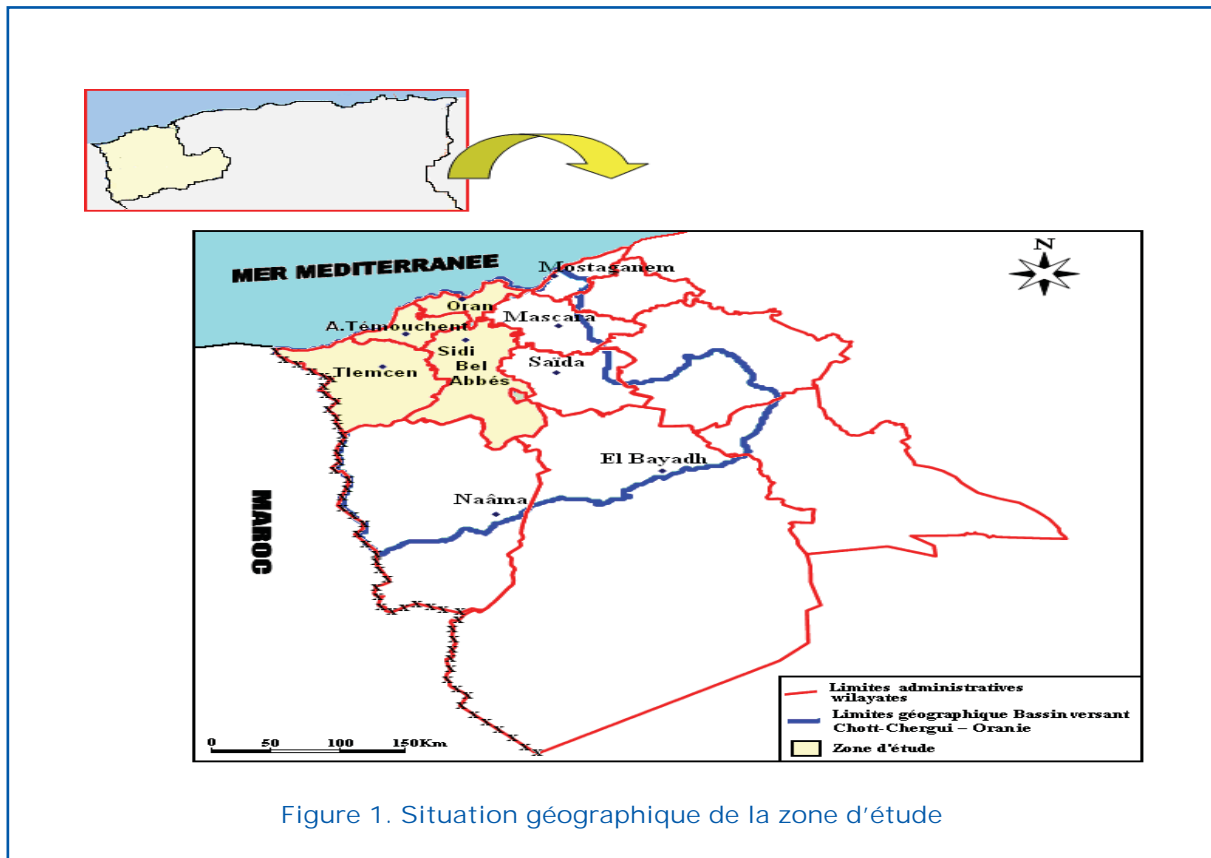 MER MEDITERRANEE
N
Mostaganem
Oran
Mascara
A.Témouchent
Sidi
Bel
Abbés
Saïda
Tlemcen
El Bayadh
Naâma
MAROC
Limites administratives
wilayates
Limites géographique Bassin versant
Chott-Chergui – Oranie
Zone d'étude
0 50 100 150Km
Figure 1. Situation géographique de la zone d’étude